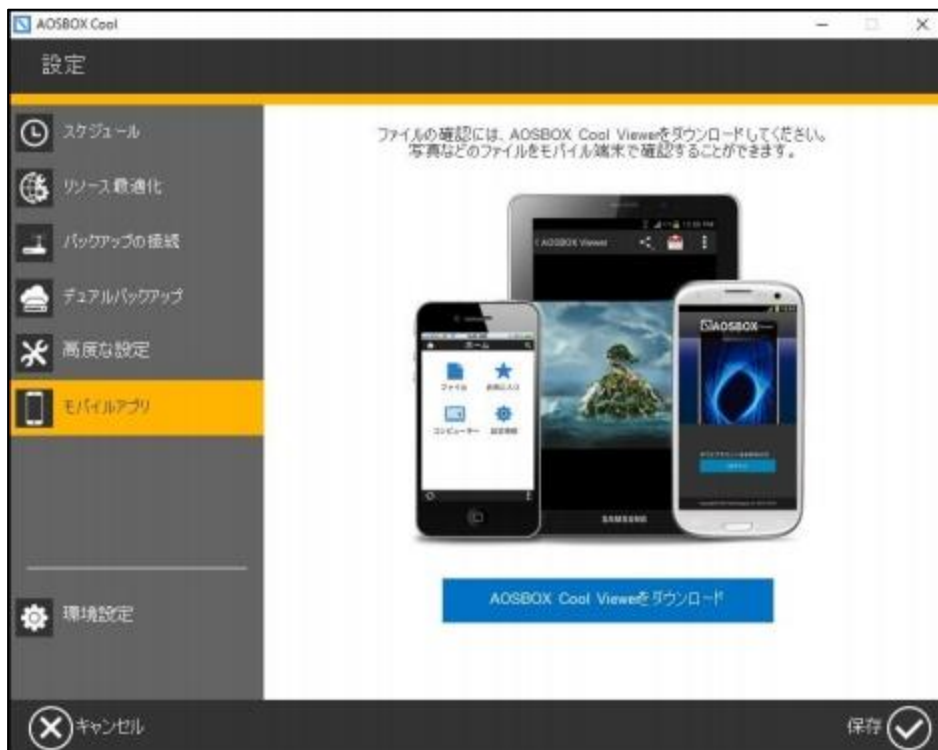 AOSBOX Cool
設定
スケジュール
リソース最適化
バックアップの接続
デュアルバックアップ
高度な設定
モバイルアプリ
環境設定
ファイルの確認には、AOSBOX Cool Viewerをダウンロードしてください。
写真などのファイルをモバイル端末で確認することができます。
AOSBOX Viewer
ホーム
ファイル
お気に入り
コンピューター
設定情報
AOSBOX
SAMSUNG
AOSBOX Cool Viewerをダウンロード
キャンセル
保存